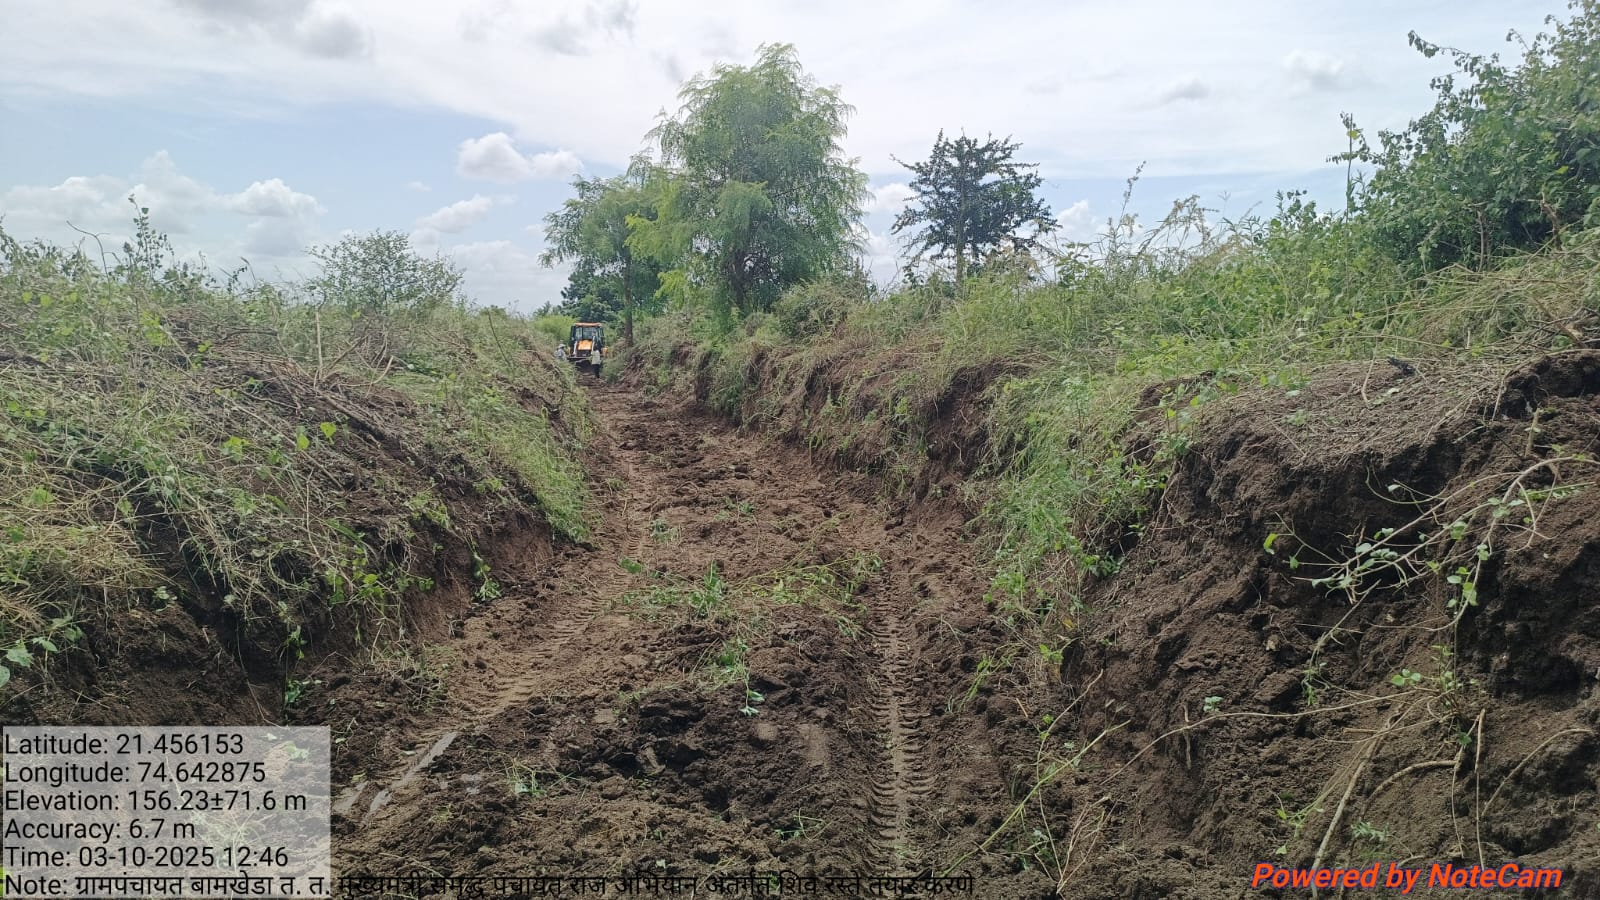 Latitude: 21.456153
Longitude: 74.642875
Elevation: 156.23±71.6 m
Accuracy: 6.7 m
Time: 03-10-2025 12:46
Note: ग्रामपंचायत बामखेडा त. त. मुख्यमंत्री समृद्ध पंचायत राज अभियान अंतर्गत शिव रस्ते तयार करणे
Powered by NoteCam